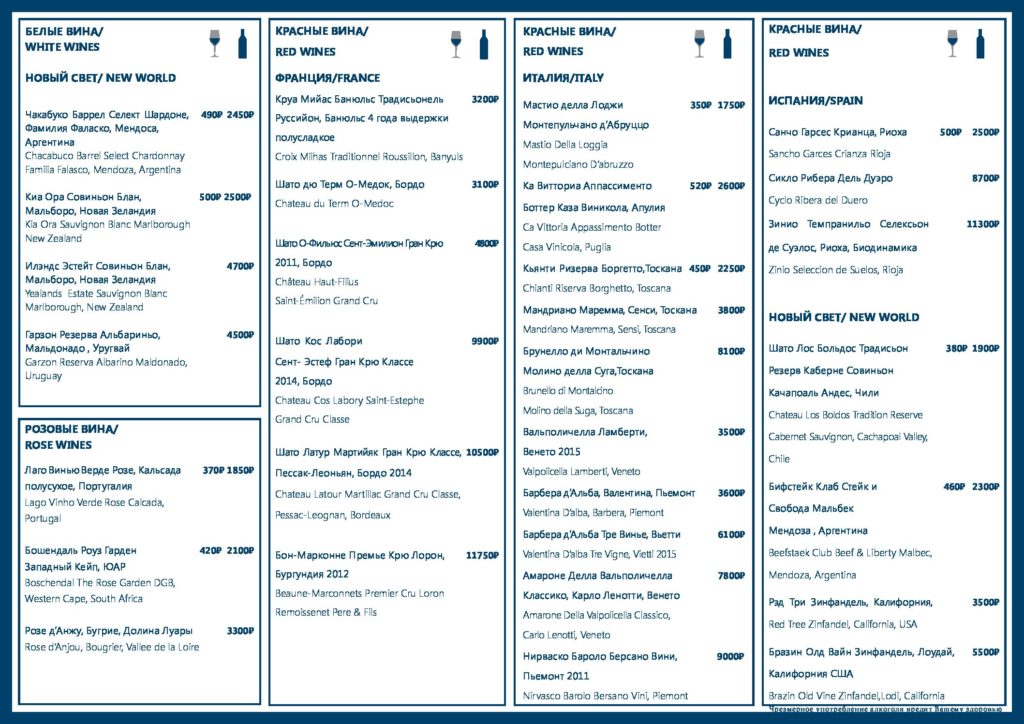 БЕЛЫЕ ВИНА/
WHITE WINES
НОВЫЙ СВЕТ/ NEW WORLD
Чакабуко Баррел Селект Шардоне, 490₽ 2450₽
Фамилия Фаласко, Мендоса,
Аргентина
Chacabuco Barrel Select Chardonnay
Familia Falasco, Mendoza, Argentina
Киа Ора Совиньон Блан, 500₽ 2500₽
Мальборо, Новая Зеландия
Kia Ora Sauvignon Blanc Marlborough
New Zealand
Илэндс Эстейт Совиньон Блан, 4700₽
Мальборо, Новая Зеландия
Yealands Estate Sauvignon Blanc
Marlborough, New Zealand
Гарзон Резерва Альбариньо, 4500₽
Мальдонадо , Уругвай
Garzon Reserva Albarino Maldonado,
Uruguay
РОЗОВЫЕ ВИНА/
ROSE WINES
Лаго Винью Верде Розе, Кальсада 370₽ 1850₽
полусухое, Португалия
Lago Vinho Verde Rose Calcada,
Portugal
Бошендаль Роуз Гарден 420₽ 2100₽
Западный Кейп, ЮАР
Boschendal The Rose Garden DGB,
Western Cape, South Africa
Розе д’Анжу, Бугрие, Долина Луары 3300₽
Rose d’Anjou, Bougrier, Vallee de la Loire
КРАСНЫЕ ВИНА/
RED WINES
ФРАНЦИЯ/FRANCE
Круа Мийас Банюльс Традисьонель 3200₽
Руссийон, Банюльс 4 года выдержки
полусладкое
Croix Milhas Traditionnel Roussillon, Banyuls
Шато дю Терм О-Медок, Бордо 3100₽
Chateau du Term O-Medoc
Шато О-Фильюс Сент-Эмилион Гран Крю 4800₽
2011, Бордо
Château Haut-Filius
Saint-Émilion Grand Cru
Шато Кос Лабори 9900₽
Сент- Эстеф Гран Крю Классе
2014, Бордо
Chateau Cos Labory Saint-Estephe
Grand Cru Classe
Шато Латур Мартийяк Гран Крю Классе, 10500₽
Пессак-Леоньян, Бордо 2014
Chateau Latour Martillac Grand Cru Classe,
Pessac-Leognan, Bordeaux
Бон-Марконне Премье Крю Лорон, 11750₽
Бургундия 2012
Beaune-Marconnets Premier Cru Loron
Remoissenet Pere & Fils
КРАСНЫЕ ВИНА/
RED WINES
ИТАЛИЯ/ITALY
Мастио делла Лоджи 350₽ 1750₽
Монтепульчано д’Абруццо
Mastio Della Loggia
Montepulciano D’abruzzo
Ка Витториа Аппассименто 520₽ 2600₽
Боттер Каза Виникола, Апулия
Ca Vittoria Appassimento Botter
Casa Vinicola, Puglia
Кьянти Ризерва Боргетто,Тоскана 450₽ 2250₽
Chianti Riserva Borghetto, Toscana
Мандриано Маремма, Сенси, Тоскана 3800₽
Mandriano Maremma, Sensi, Toscana
Брунелло ди Монтальчино 8100₽
Молино делла Суга,Тоскана
Brunello di Montalcino
Molino della Suga, Toscana
Вальполичелла Ламберти, 3500₽
Венето 2015
Valpolicella Lamberti, Veneto
Барбера д’Альба, Валентина, Пьемонт 3600₽
Valentina D’alba, Barbera, Piemont
Барбера д’Альба Тре Винье, Вьетти 6100₽
Valentina D’alba Tre Vigne, Vietti 2015
Амароне Делла Вальполичелла 7800₽
Классико, Карло Ленотти, Венето
Amarone Della Valpolicella Classico,
Carlo Lenotti, Veneto
Нирваско Бароло Берсано Вини, 9000₽
Пьемонт 2011
Nirvasco Barolo Bersano Vini, Piemont
КРАСНЫЕ ВИНА/
RED WINES
ИСПАНИЯ/SPAIN
Санчо Гарсес Крианца, Риоха 500₽ 2500₽
Sancho Garces Crianza Rioja
Сикло Рибера Дель Дуэро 8700₽
Cyclo Ribera del Duero
Зинио Темпранильо Селексьон 11300₽
де Суэлос, Риоха, Биодинамика
Zinio Seleccion de Suelos, Rioja
НОВЫЙ СВЕТ/ NEW WORLD
Шато Лос Больдос Традисьон 380₽ 1900₽
Резерв Каберне Совиньон
Качапоаль Андес, Чили
Chateau Los Boldos Tradition Reserve
Cabernet Sauvignon, Cachapoal Valley,
Chile
Бифстейк Клаб Стейк и 460₽ 2300₽
Свобода Мальбек
Мендоза , Аргентина
Beefstaek Club Beef & Liberty Malbec,
Mendoza, Argentina
Рэд Три Зинфандель, Калифорния, 3500₽
Red Tree Zinfandel, California, USA
Бразин Олд Вайн Зинфандель, Лоудай, 5500₽
Калифорния США
Brazin Old Vine Zinfandel,Lodi, California
Чрезмерное употребление алкоголя вредит Вашему здоровью